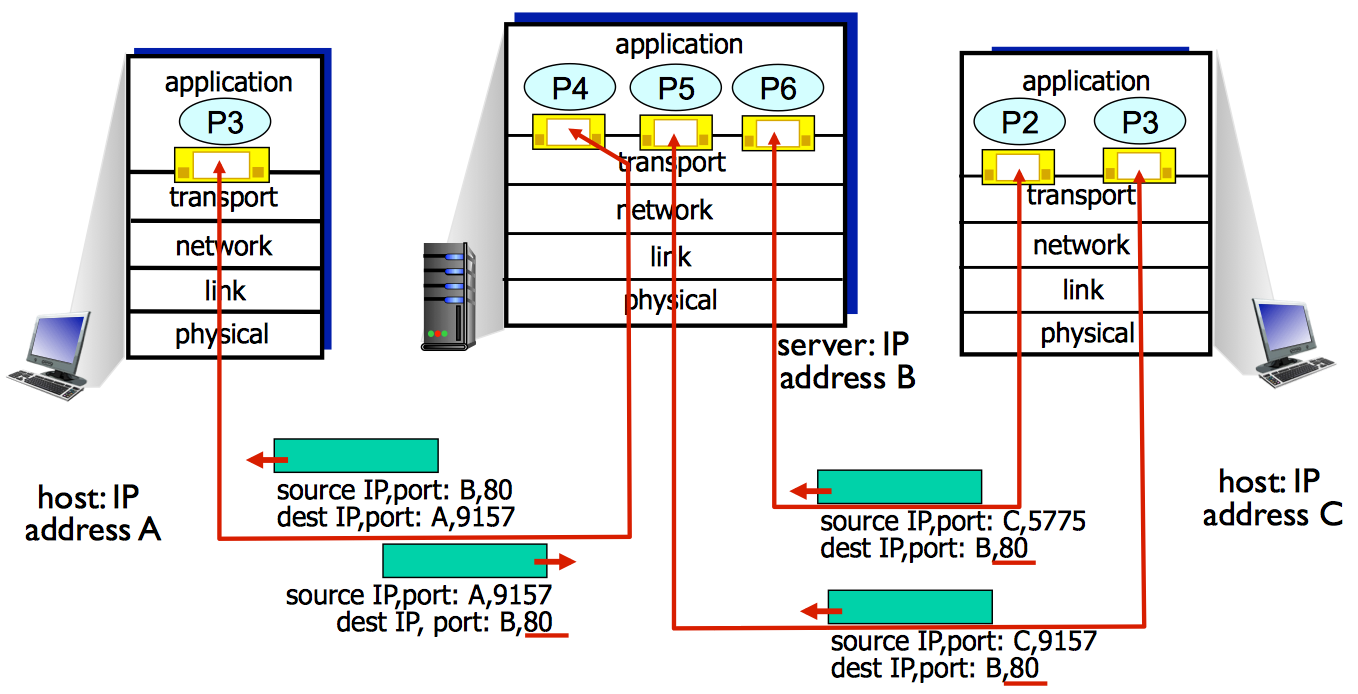 application
P3
transport
network
link
physical
host: IP
address A
application
P4 P5 P6
transport
network
link
physical
server: IP
address B
application
P2 P3
transport
network
link
physical
host: IP
address C
source IP,port: B,80
dest IP,port: A,9157
source IP,port: A,9157
dest IP, port: B,80
source IP,port: C,5775
dest IP,port: B,80
source IP,port: C,9157
dest IP,port: B,80